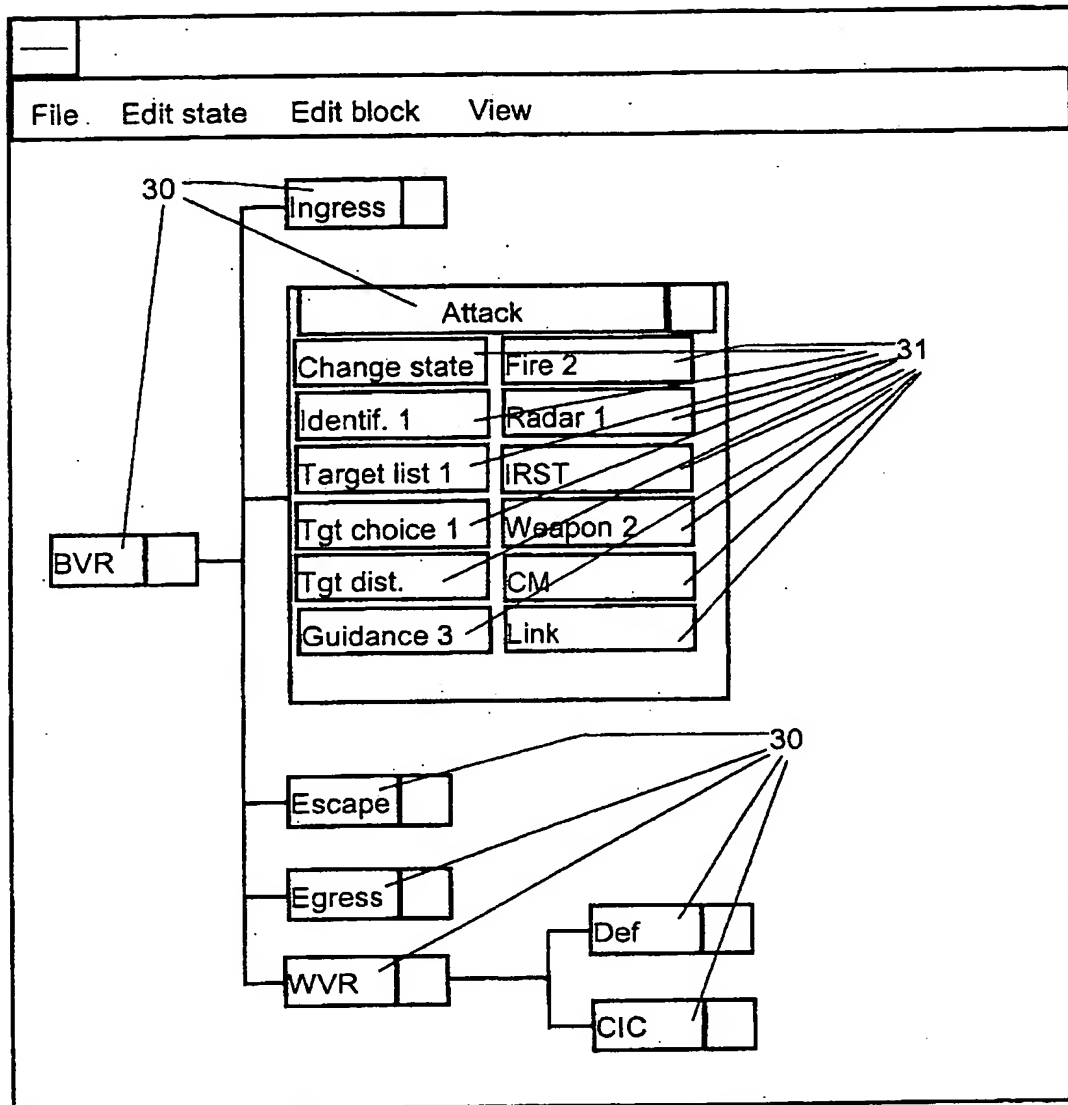 File Edit state Edit block View
30
Ingress
Attack
31
Change state Fire 2
Identif. 1 Radar 1
Target list 1 IRST
Tgt choice 1 Weapon 2
BVR
Tgt dist. CM
Guidance 3 Link
30
Escape
Egress
Def
WVR
CIC